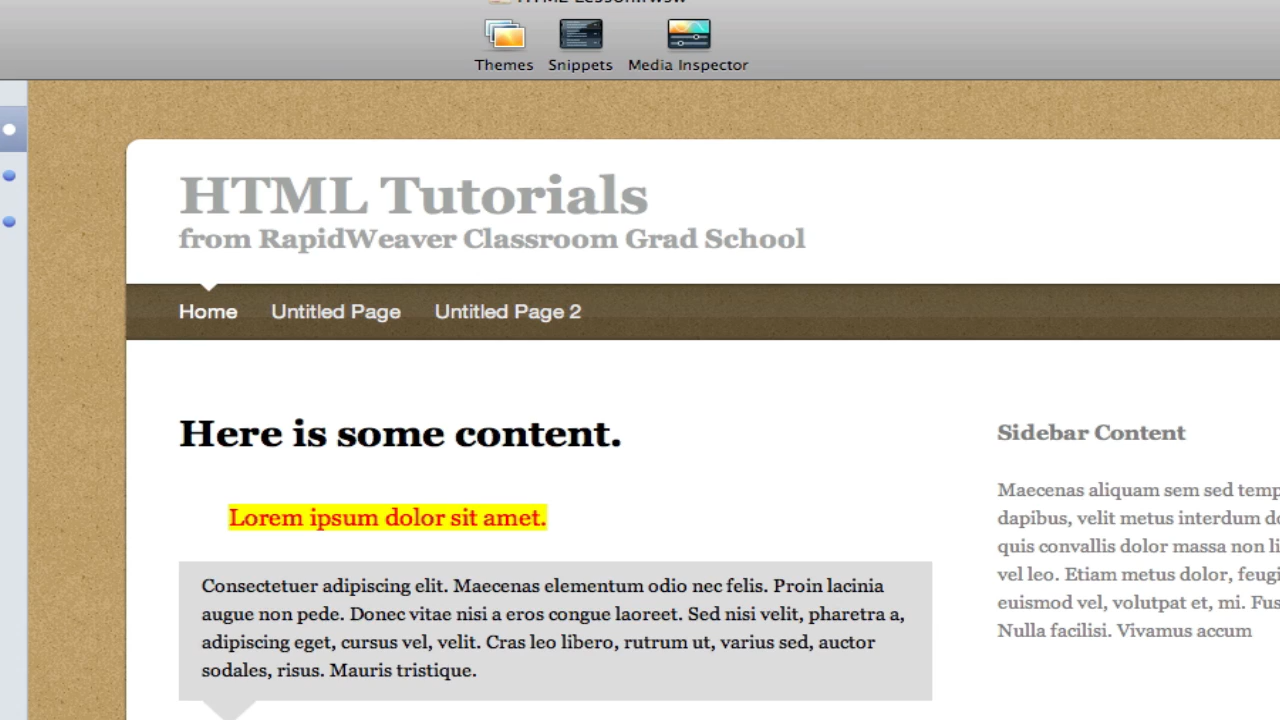 Themes Snippets Media Inspector
HTML Tutorials
from RapidWeaver Classroom Grad School
Home Untitled Page Untitled Page 2
Here is some content.
Lorem ipsum dolor sit amet.
Consectetuer adipiscing elit. Maecenas elementum odio nec felis. Proin lacinia
augue non pede. Donec vitae nisi a eros congue laoreet. Sed nisi velit, pharetra a,
adipiscing eget, cursus vel, velit. Cras leo libero, rutrum ut, varius sed, auctor
sodales, risus. Mauris tristique.
Sidebar Content
Maecenas aliquam sem sed temp
dapibus, velit metus interdum
quis convallis dolor massa non
vel leo. Etiam metus dolor, feugi
euismod vel, volutpat et, mi.
Nulla facilisi. Vivamus accum